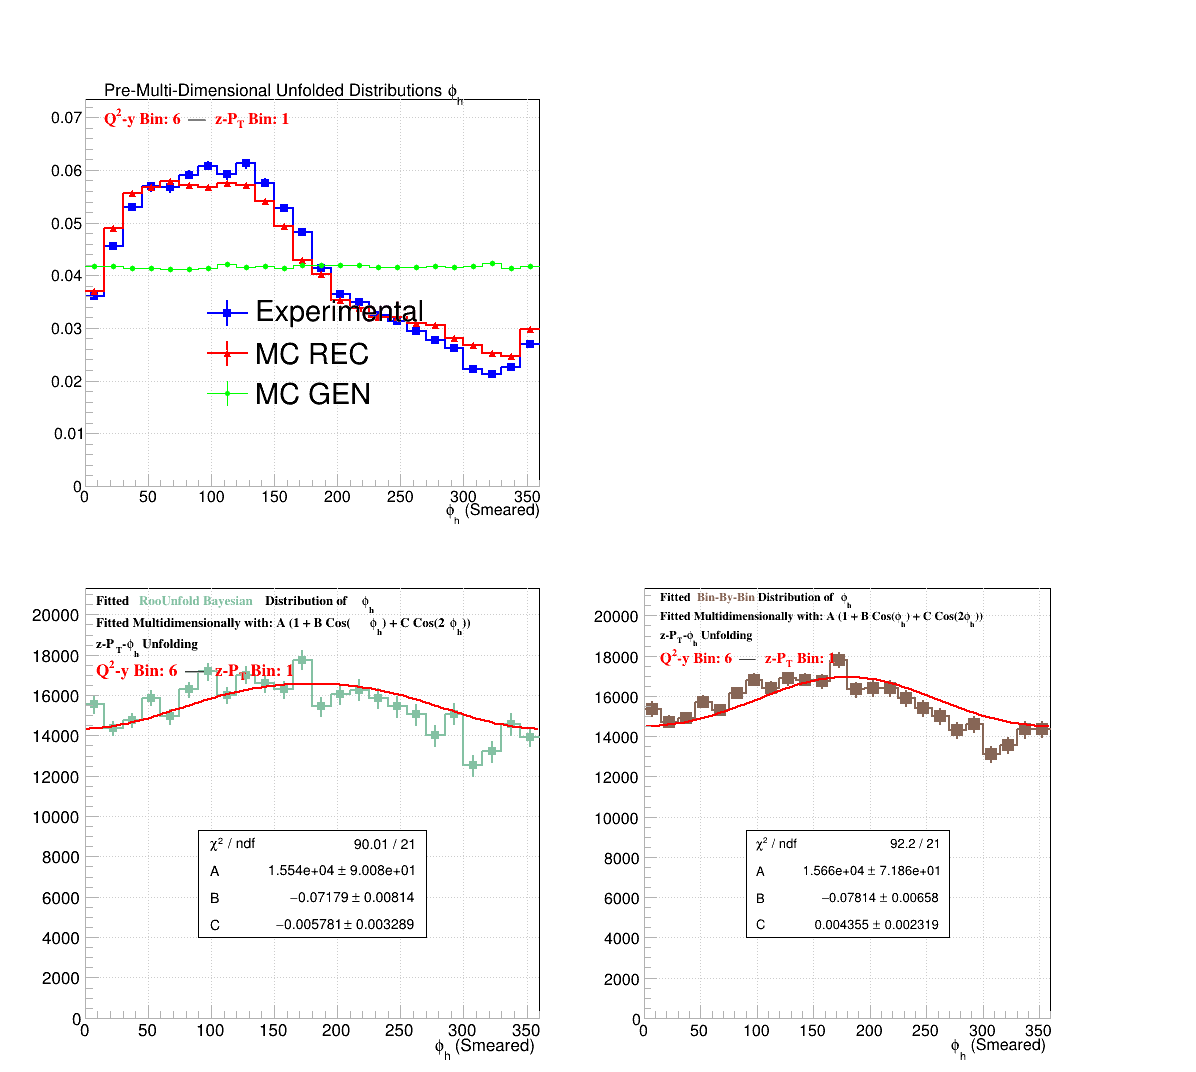 Pre-Multi-Dimensional Unfolded Distributions ϕh
Q²-y Bin: 6 — z-PT Bin: 1
0.07
0.06
0.05
0.04
0.03
0.02
0.01
0
Experimental
MC REC
MC GEN
0 50 100 150 200 250 300 350
ϕh (Smeared)
Fitted RooUnfold Bayesian Distribution of ϕh
Fitted Multidimensionally with: A (1 + B Cos( ϕh) + C Cos(2 ϕh))
z-PT-ϕh Unfolding
Q²-y Bin: 6 — z-PT Bin: 1
20000
18000
16000
14000
12000
10000
8000
6000
4000
2000
0
χ² / ndf 90.01 / 21
A 1.554e+04 ± 9.008e+01
B −0.07179 ± 0.00814
C −0.005781 ± 0.003289
0 50 100 150 200 250 300 350
ϕh (Smeared)
Fitted Bin-By-Bin Distribution of ϕh
Fitted Multidimensionally with: A (1 + B Cos(ϕh) + C Cos(2ϕh))
z-PT-ϕh Unfolding
Q²-y Bin: 6 — z-PT Bin: 1
20000
18000
16000
14000
12000
10000
8000
6000
4000
2000
0
χ² / ndf 92.2 / 21
A 1.566e+04 ± 7.186e+01
B −0.07814 ± 0.00658
C 0.004355 ± 0.002319
0 50 100 150 200 250 300 350
ϕh (Smeared)